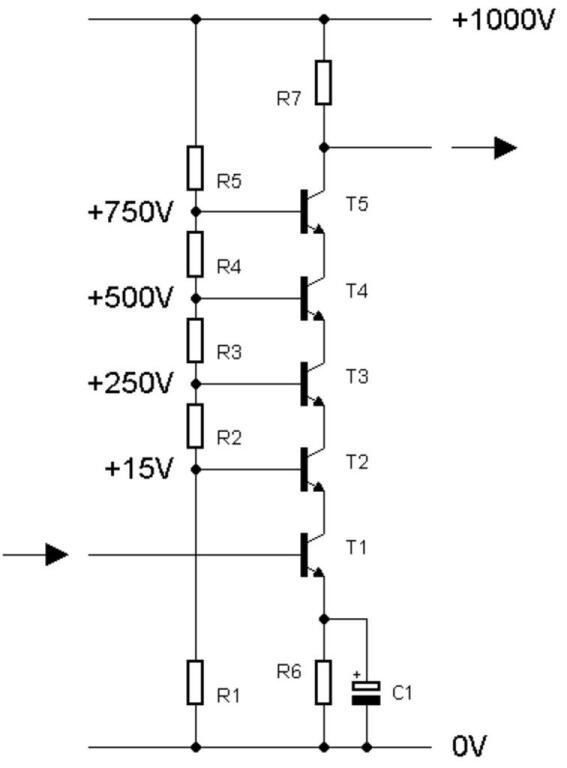 +1000V
R7
R5
T5
+750V
R4
T4
+500V
R3
T3
+250V
R2
T2
+15V
T1
R6
+
C1
R1
0V